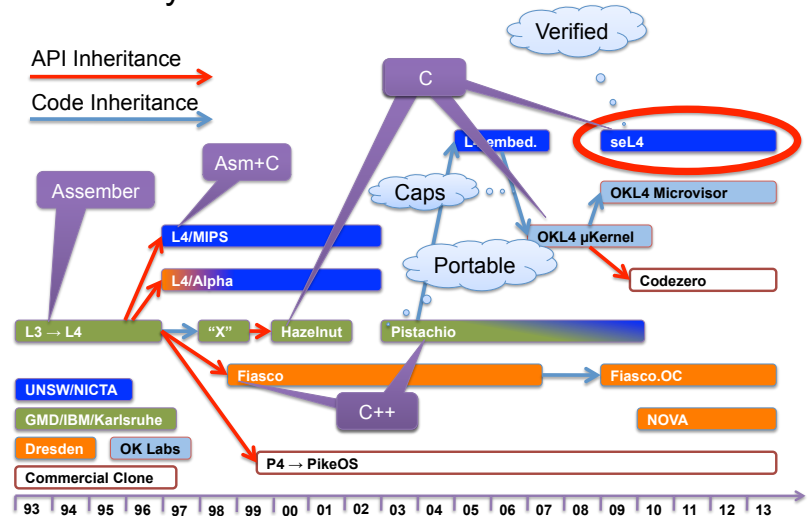 Verified
API Inheritance
C
Code Inheritance
L4-embed.
seL4
Asm+C
Assember
Caps
OKL4 Microvisor
L4/MIPS
OKL4 µKernel
Portable
L4/Alpha
Codezero
L3 → L4
“X”
Hazelnut
Pistachio
Fiasco
Fiasco.OC
UNSW/NICTA
C++
GMD/IBM/Karlsruhe
NOVA
Dresden
OK Labs
P4 → PikeOS
Commercial Clone
93 94 95 96 97 98 99 00 01 02 03 04 05 06 07 08 09 10 11 12 13